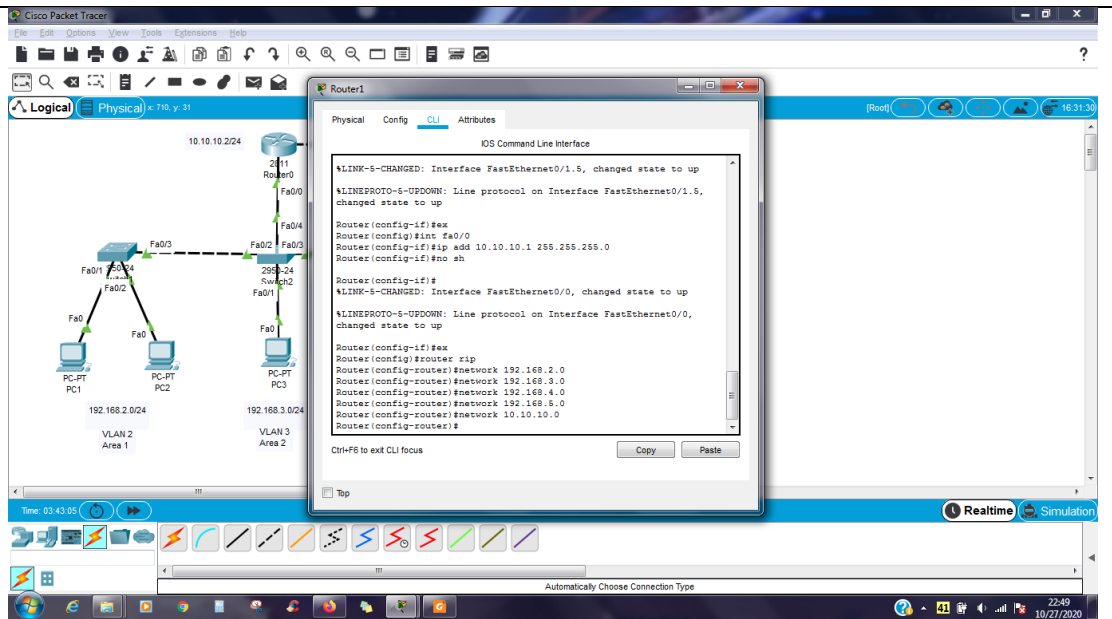 Cisco Packet Tracer
File Edit Options View Tools Extensions Help
?
Logical
Physical
x: 710, y: 31
[Root]
16:31:30
10.10.10.2/24
2811
Router0
Fa0/0
Fa0/4
Fa0/3
Fa0/2
Fa0/3
Fa0/1
2950-24
Switch2
Fa0/2
Fa0/1
Fa0
Fa0
Fa0
PC-PT
PC1
PC-PT
PC2
PC-PT
PC3
192.168.2.0/24
192.168.3.0/24
VLAN 2
Area 1
VLAN 3
Area 2
Router1
Physical Config CLI Attributes
IOS Command Line Interface
%LINK-5-CHANGED: Interface FastEthernet0/1.5, changed state to up
%LINEPROTO-5-UPDOWN: Line protocol on Interface FastEthernet0/1.5,
changed state to up
Router(config-if)#ex
Router(config)#int fa0/0
Router(config-if)#ip add 10.10.10.1 255.255.255.0
Router(config-if)#no sh
Router(config-if)#
%LINK-5-CHANGED: Interface FastEthernet0/0, changed state to up
%LINEPROTO-5-UPDOWN: Line protocol on Interface FastEthernet0/0,
changed state to up
Router(config-if)#ex
Router(config)#router rip
Router(config-router)#network 192.168.2.0
Router(config-router)#network 192.168.3.0
Router(config-router)#network 192.168.4.0
Router(config-router)#network 192.168.5.0
Router(config-router)#network 10.10.10.0
Router(config-router)#
Ctrl+F6 to exit CLI focus
Copy
Paste
Top
Time: 03:43:05
Realtime
Simulation
Automatically Choose Connection Type
41
22:49
10/27/2020